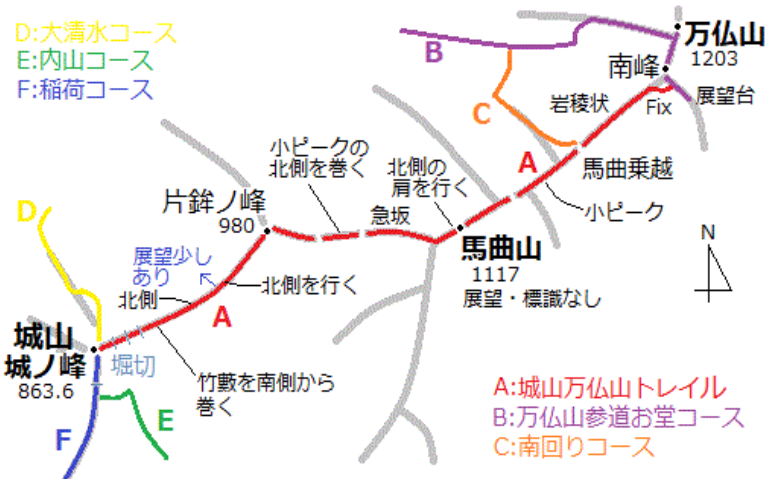 D:大清水コース
E:内山コース
F:稲荷コース
B
万仏山
1203
南峰
展望台
岩稜状
Fix
C
馬曲乗越
A
小ピーク
小ピークの
北側を巻く
北側の
肩を行く
急坂
片鉢ノ峰
980
馬曲山
1117
展望・標識なし
N
D
展望少し
あり
北側を行く
北側
A
城山
城ノ峰
863.6
堀切
竹藪を南側から
巻く
E
F
A:城山万仏山トレイル
B:万仏山参道お堂コース
C:南回りコース